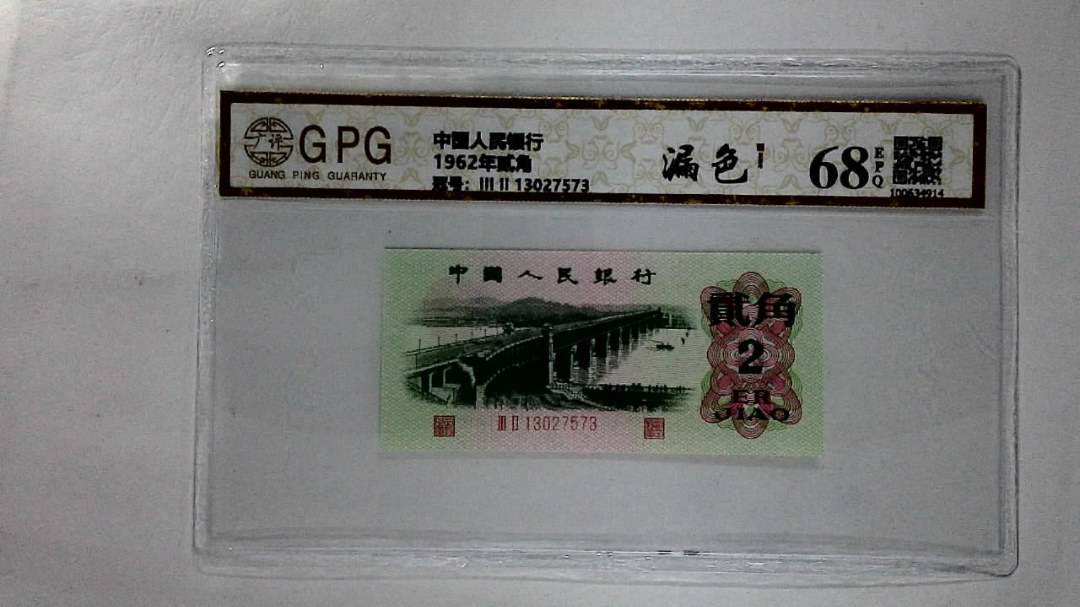 GPG
GUANG PING GUARANTY
中国人民银行
1962年贰角
冠号: III II 13027573
漏色
68
EPQ
100634914
中國人民银行
貳角
2
ER
JIAO
III II 13027573